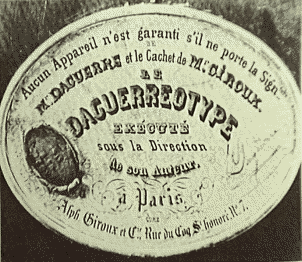 Aucun Appareil n'est garanti s'il ne porte la Sign.
DE
Mr. DAGUERRE et le Cachet de Mr. GIROUX.
LE
DAGUERREOTYPE
EXÉCUTÉ
sous la Direction
de son Auteur.
à Paris,
CHEZ
Alph. Giroux et Cie. Rue du Coq St. honoré, No. 7.